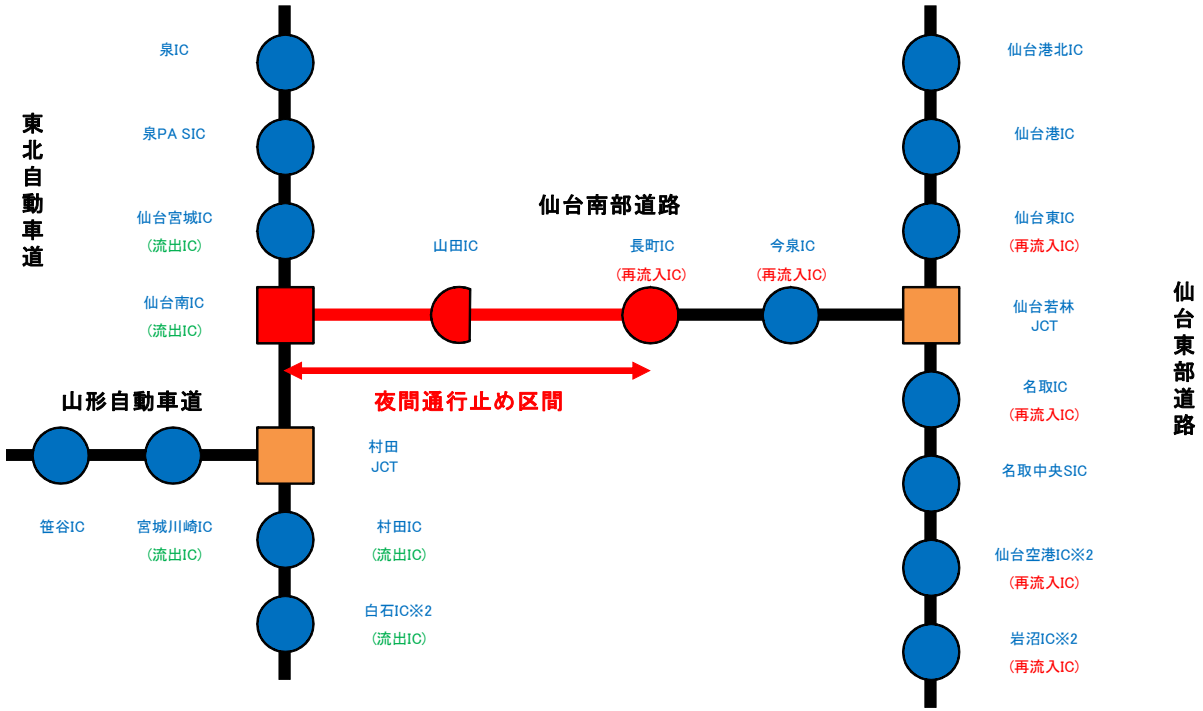 泉IC
仙台港北IC
東北自動車道
泉PA SIC
仙台港IC
仙台南部道路
仙台宮城IC
(流出IC)
山田IC
長町IC
(再流入IC)
今泉IC
(再流入IC)
仙台東IC
(再流入IC)
仙台南IC
(流出IC)
仙台若林
JCT
仙台東部道路
山形自動車道
夜間通行止め区間
名取IC
(再流入IC)
村田
JCT
名取中央SIC
笹谷IC
宮城川崎IC
(流出IC)
村田IC
(流出IC)
仙台空港IC※2
(再流入IC)
白石IC※2
(流出IC)
岩沼IC※2
(再流入IC)